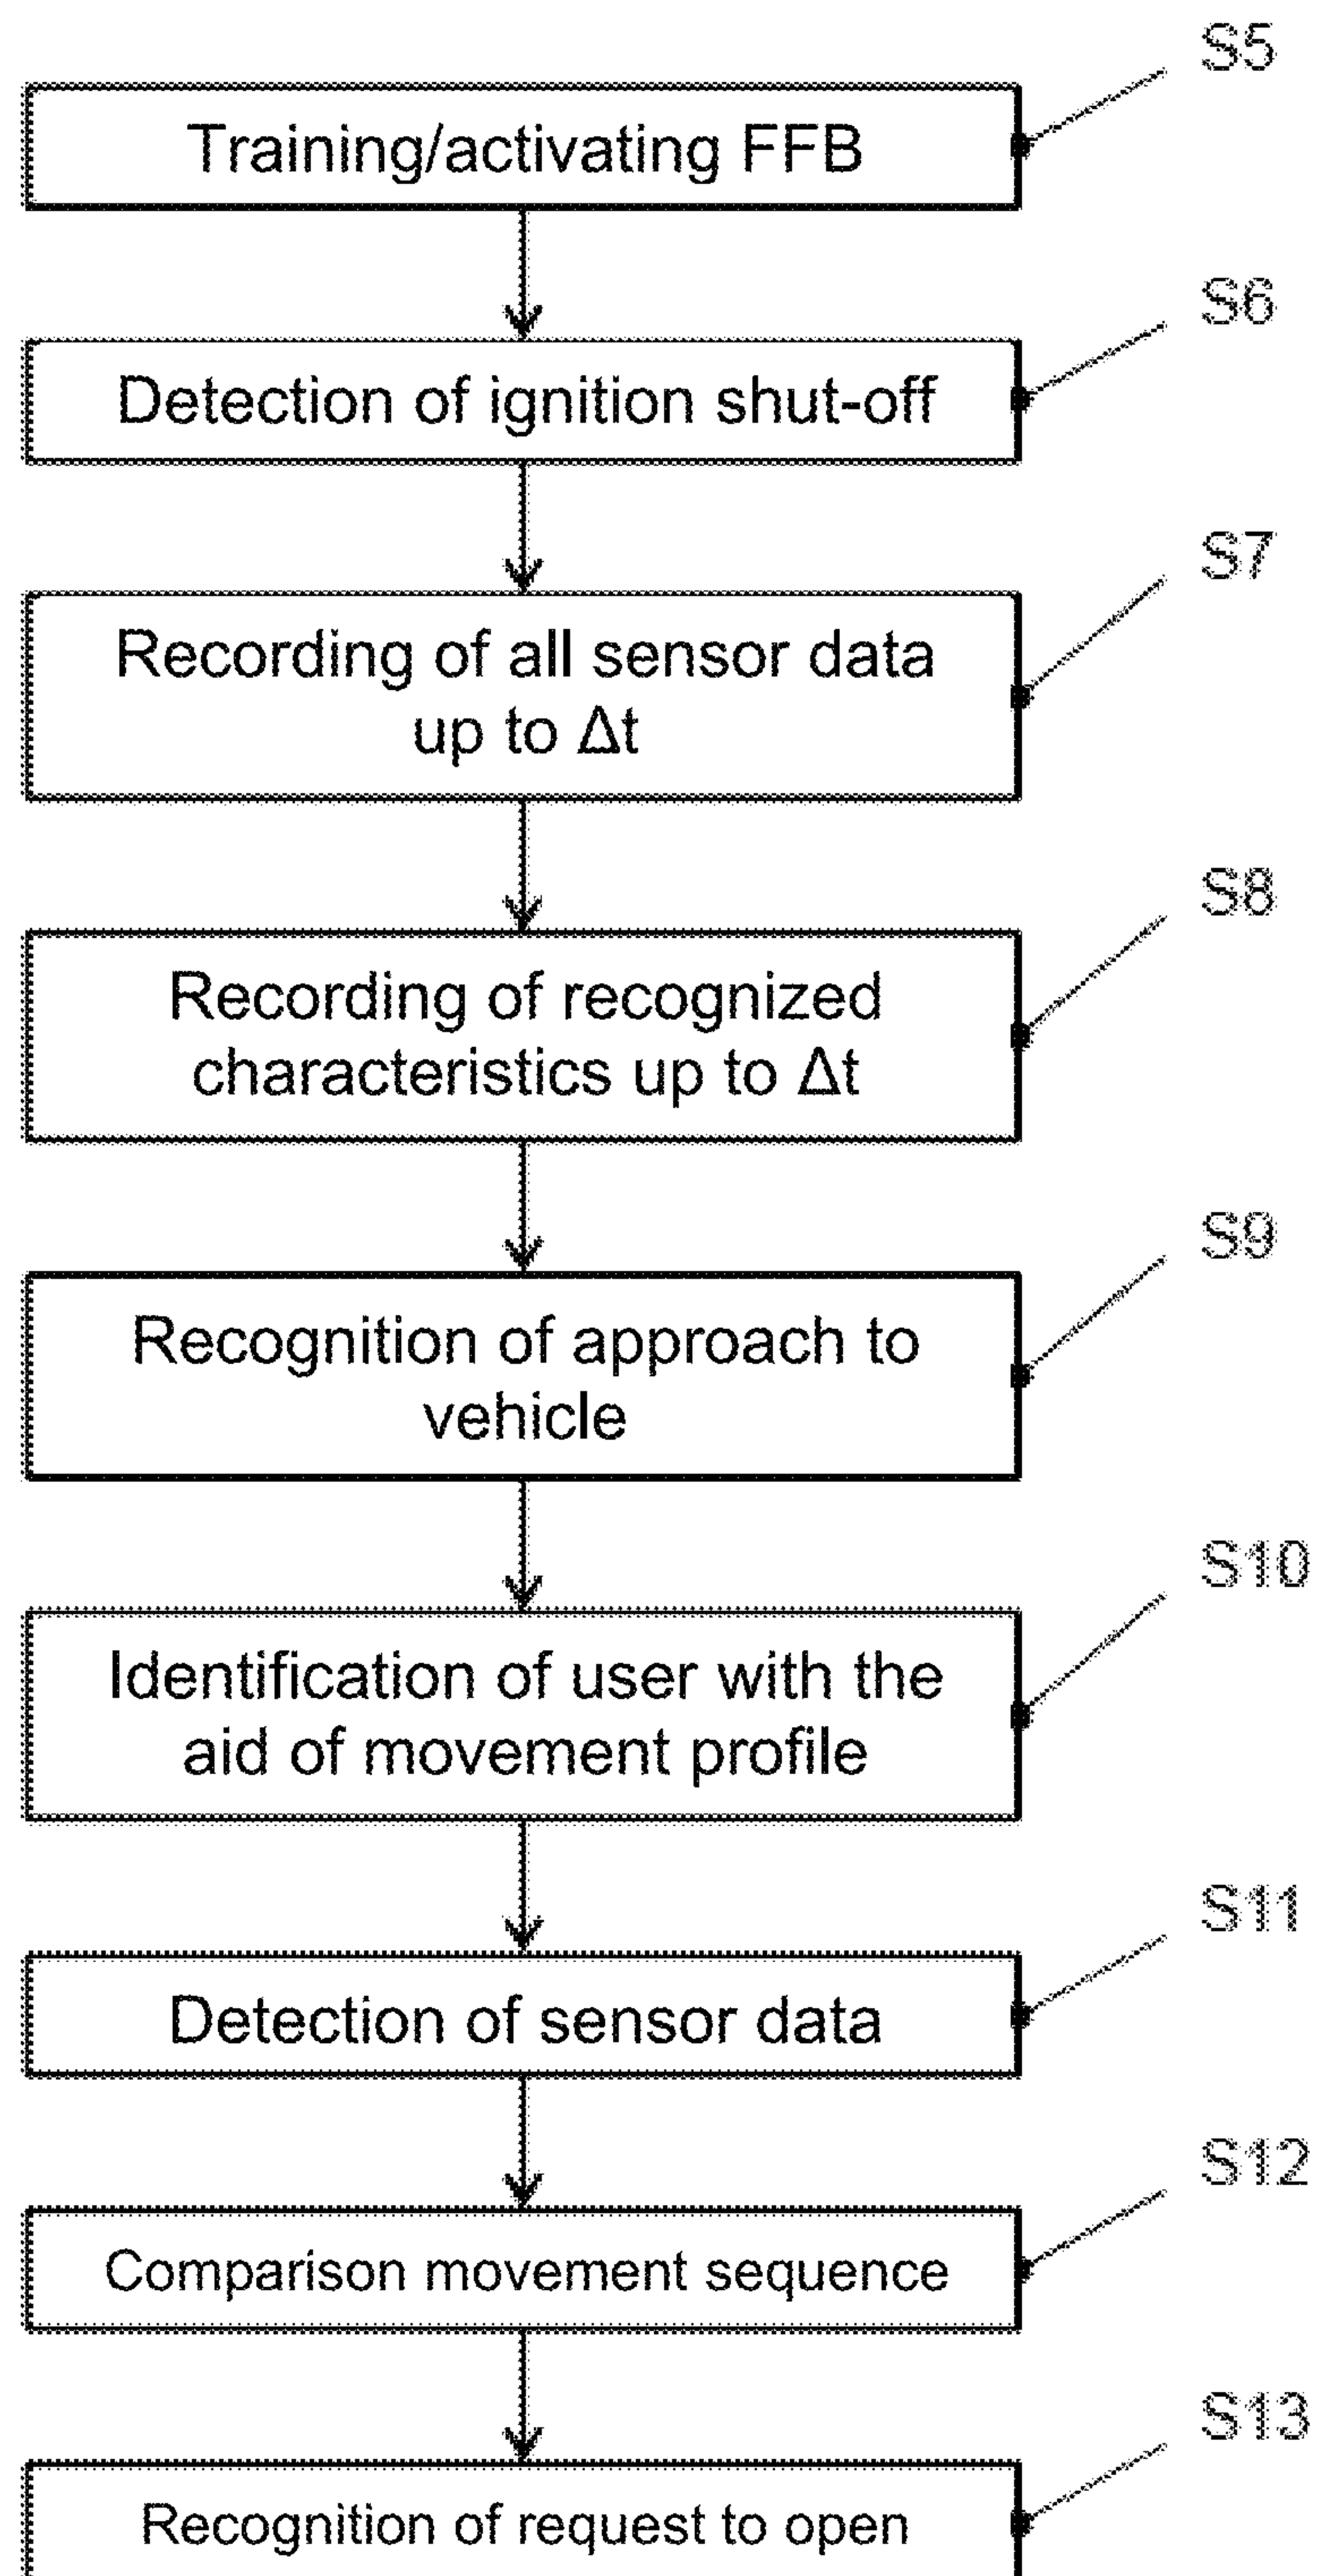 S5
Training/activating FFB
S6
Detection of ignition shut-off
S7
Recording of all sensor data
up to Δt
S8
Recording of recognized
characteristics up to Δt
S9
Recognition of approach to
vehicle
S10
Identification of user with the
aid of movement profile
S11
Detection of sensor data
S12
Comparison movement sequence
S13
Recognition of request to open